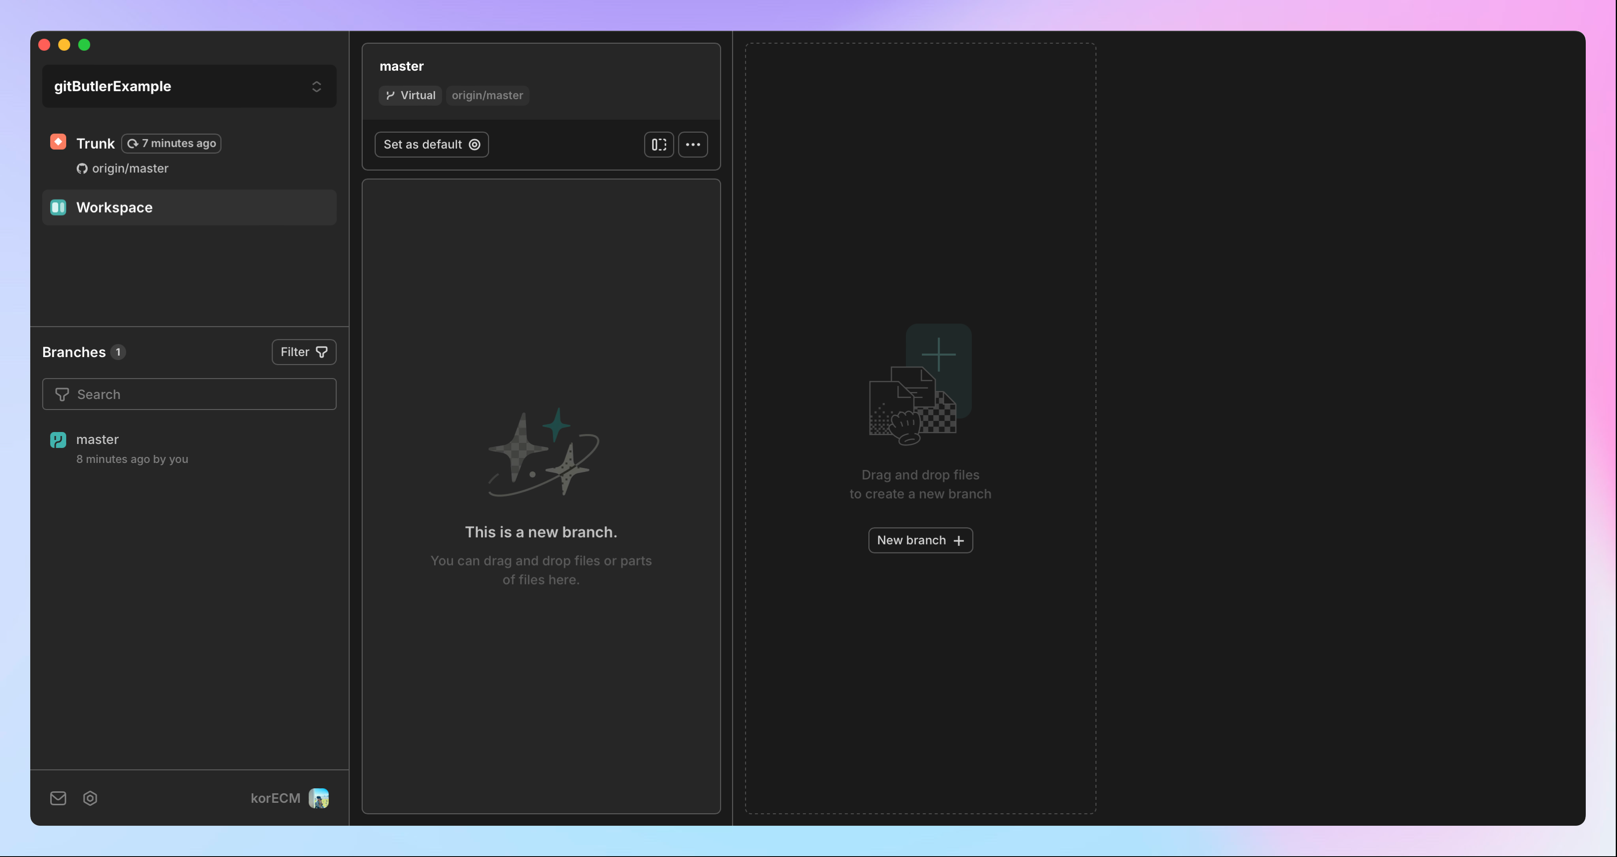 gitButlerExample
Trunk 7 minutes ago
origin/master
Workspace
Branches 1 Filter
Search
master
8 minutes ago by you
korECM
master
Virtual origin/master
Set as default
This is a new branch.
You can drag and drop files or parts
of files here.
Drag and drop files
to create a new branch
New branch